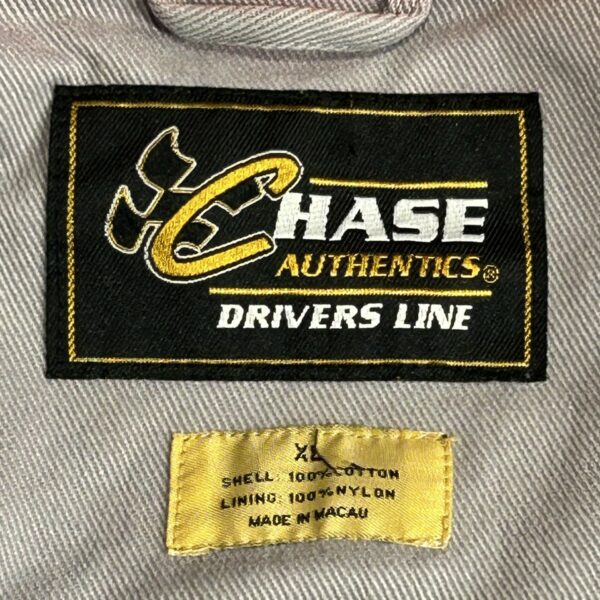 CHASE
AUTHENTICS®
DRIVERS LINE
XL
SHELL: 100% COTTON
LINING: 100% NYLON
MADE IN MACAU